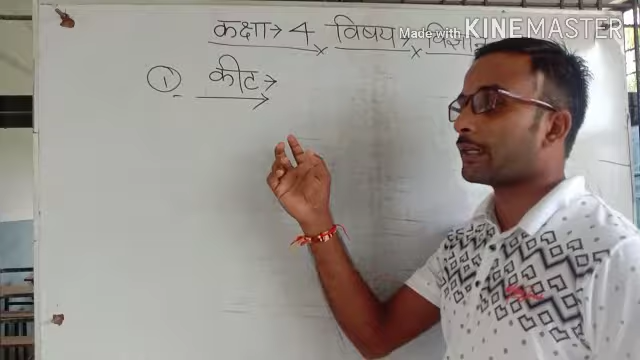 Made with KINEMASTER
कक्षा → 4 विषय →
① कीट →